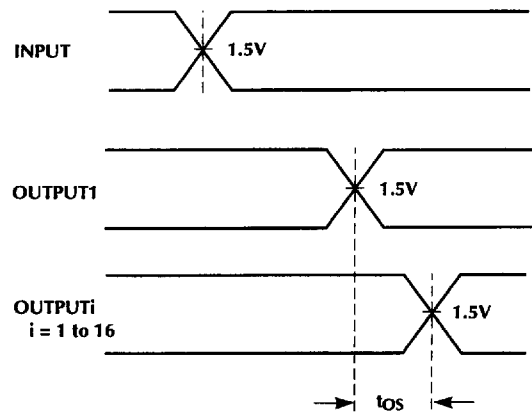 INPUT
1.5V
OUTPUT1
1.5V
OUTPUTi
i = 1 to 16
1.5V
tOS